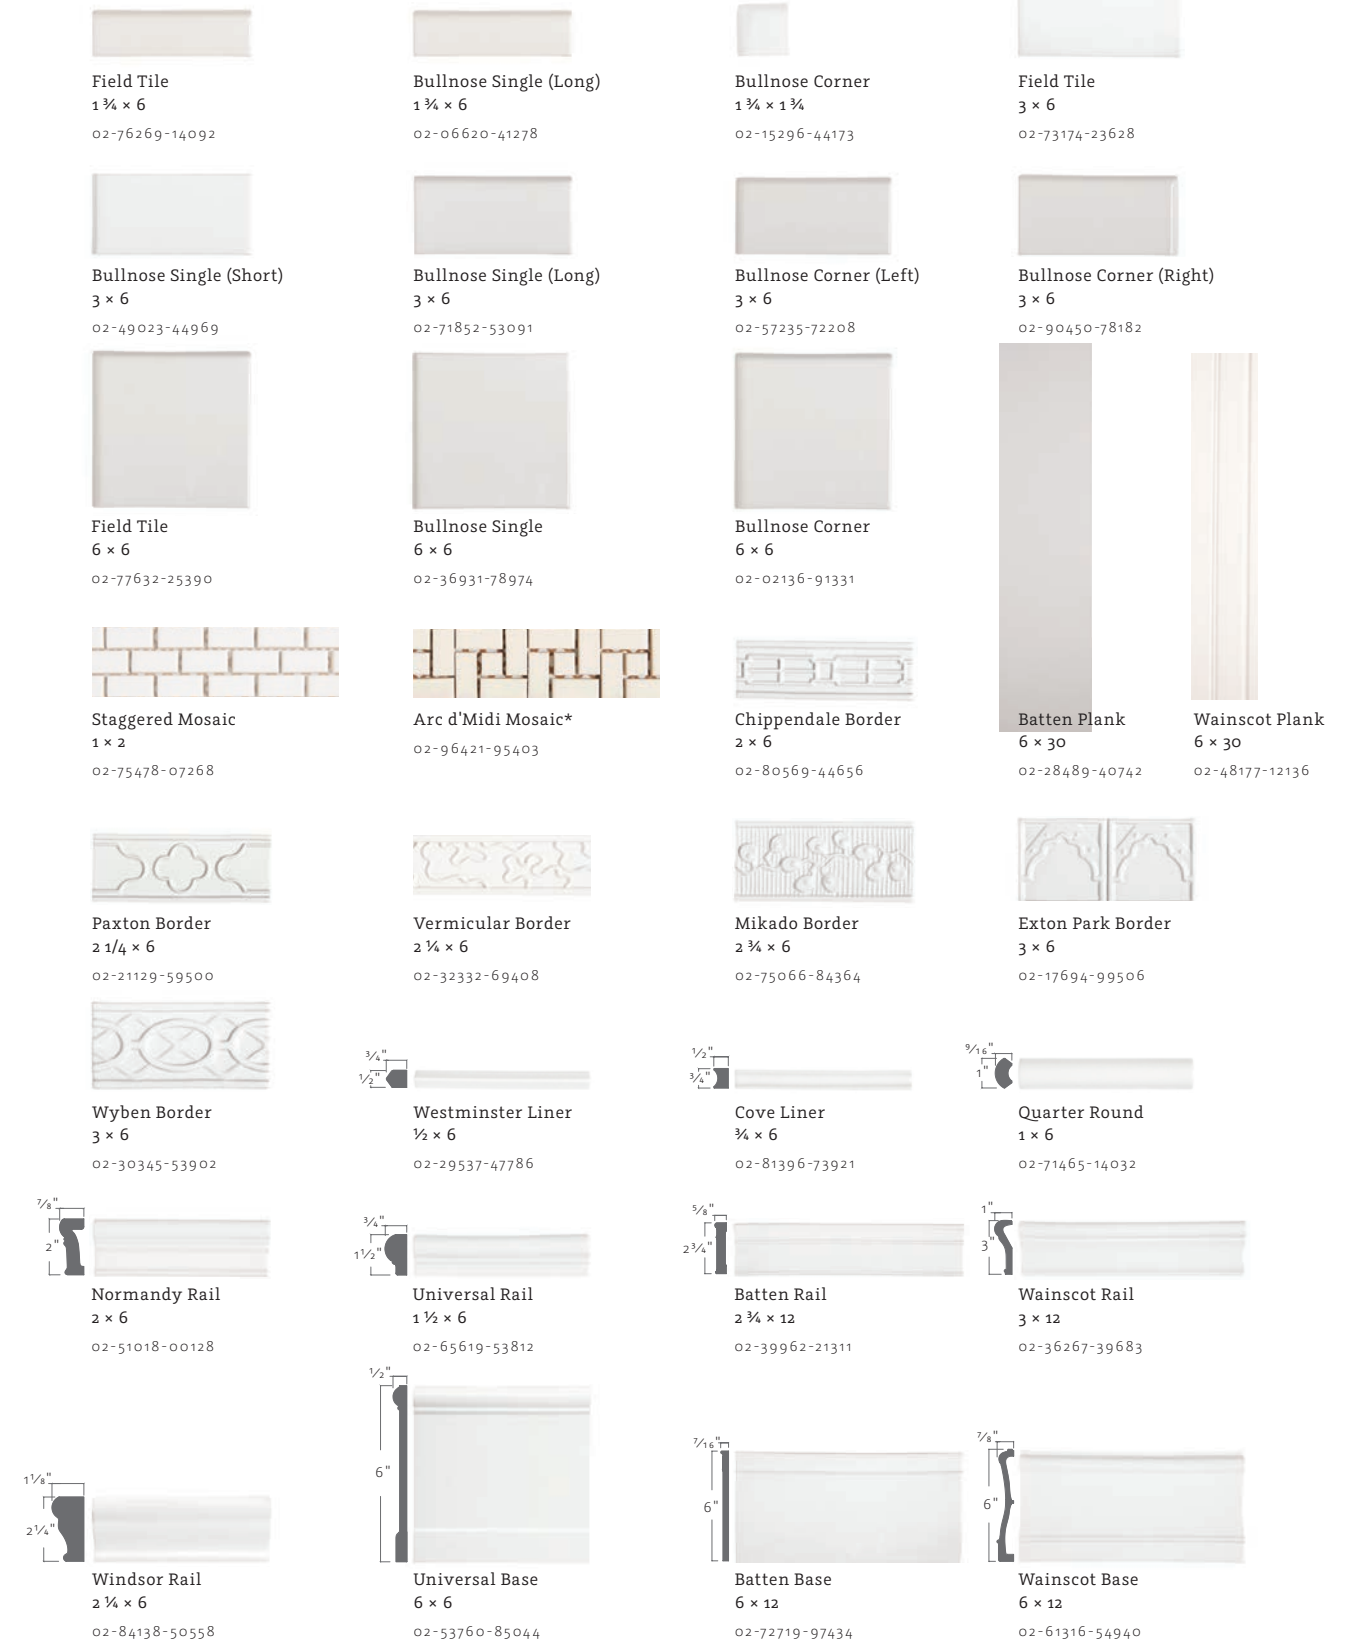 Field Tile
1 ¾ × 6
02-76269-14092
Bullnose Single (Long)
1 ¾ × 6
02-06620-41278
Bullnose Corner
1 ¾ × 1 ¾
02-15296-44173
Field Tile
3 × 6
02-73174-23628
Bullnose Single (Short)
3 × 6
02-49023-44969
Bullnose Single (Long)
3 × 6
02-71852-53091
Bullnose Corner (Left)
3 × 6
02-57235-72208
Bullnose Corner (Right)
3 × 6
02-90450-78182
Field Tile
6 × 6
02-77632-25390
Bullnose Single
6 × 6
02-36931-78974
Bullnose Corner
6 × 6
02-02136-91331
Staggered Mosaic
1 × 2
02-75478-07268
Arc d'Midi Mosaic*
02-96421-95403
Chippendale Border
2 × 6
02-80569-44656
Batten Plank
6 × 30
02-28489-40742
Wainscot Plank
6 × 30
02-48177-12136
Paxton Border
2 1/4 × 6
02-21129-59500
Vermicular Border
2 ¼ × 6
02-32332-69408
Mikado Border
2 ¾ × 6
02-75066-84364
Exton Park Border
3 × 6
02-17694-99506
Wyben Border
3 × 6
02-30345-53902
3/4"
1/2"
Westminster Liner
½ × 6
02-29537-47786
1/2"
3/4"
Cove Liner
¾ × 6
02-81396-73921
9/16"
1"
Quarter Round
1 × 6
02-71465-14032
7/8"
2"
Normandy Rail
2 × 6
02-51018-00128
3/4"
1 1/2"
Universal Rail
1 ½ × 6
02-65619-53812
5/8"
2 3/4"
Batten Rail
2 ¾ × 12
02-39962-21311
1"
3"
Wainscot Rail
3 × 12
02-36267-39683
1 1/8"
2 1/4"
Windsor Rail
2 ¼ × 6
02-84138-50558
1/2"
6"
Universal Base
6 × 6
02-53760-85044
7/16"
6"
Batten Base
6 × 12
02-72719-97434
7/8"
6"
Wainscot Base
6 × 12
02-61316-54940